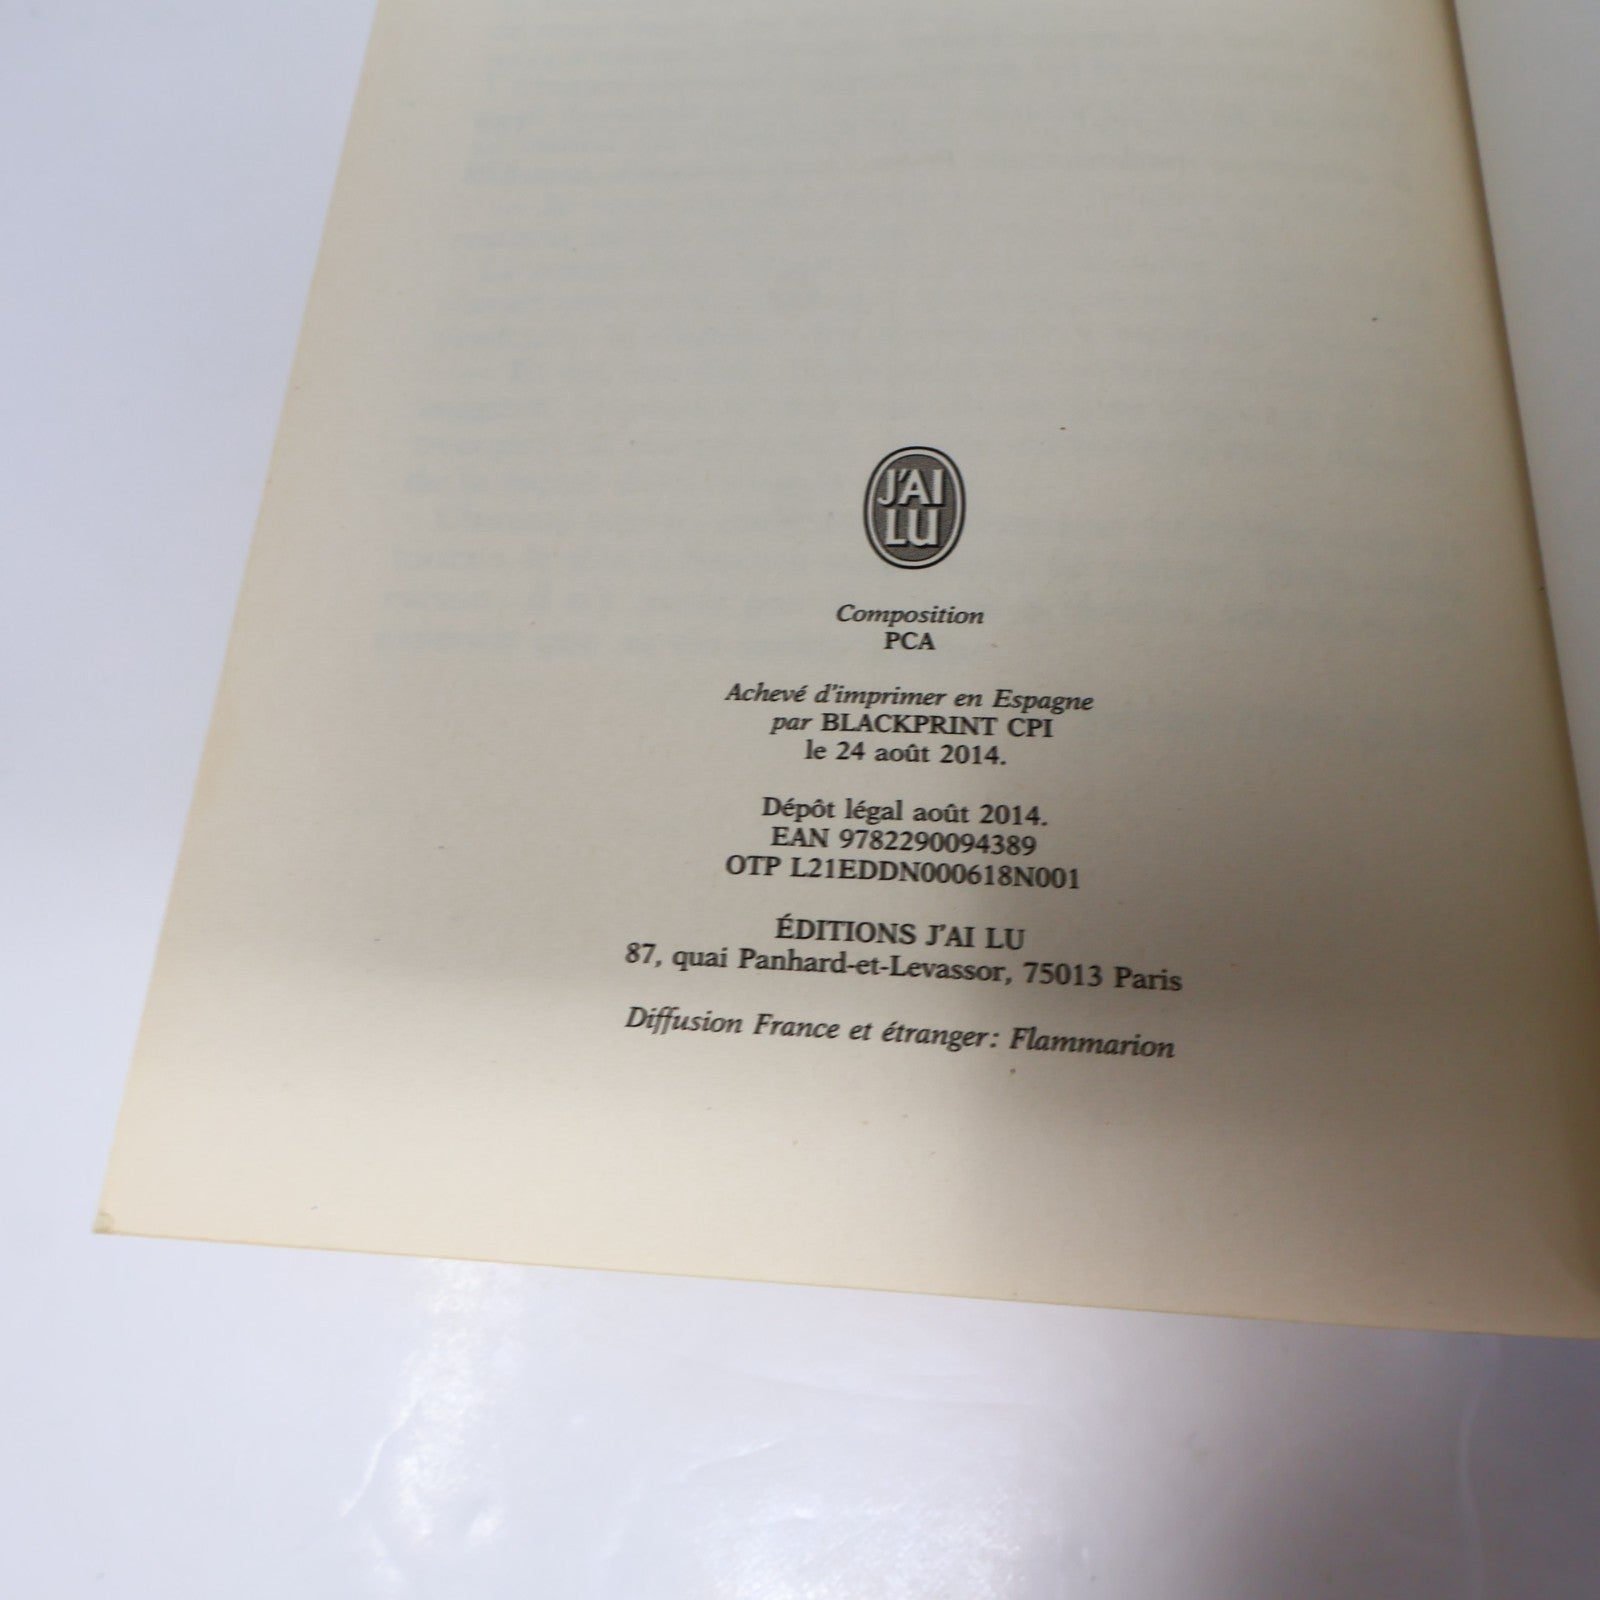 J'AI
LU
Composition
PCA
Achevé d'imprimer en Espagne
par BLACKPRINT CPI
le 24 août 2014.
Dépôt légal août 2014.
EAN 9782290094389
OTP L21EDDN000618N001
ÉDITIONS J'AI LU
87, quai Panhard-et-Levassor, 75013 Paris
Diffusion France et étranger : Flammarion